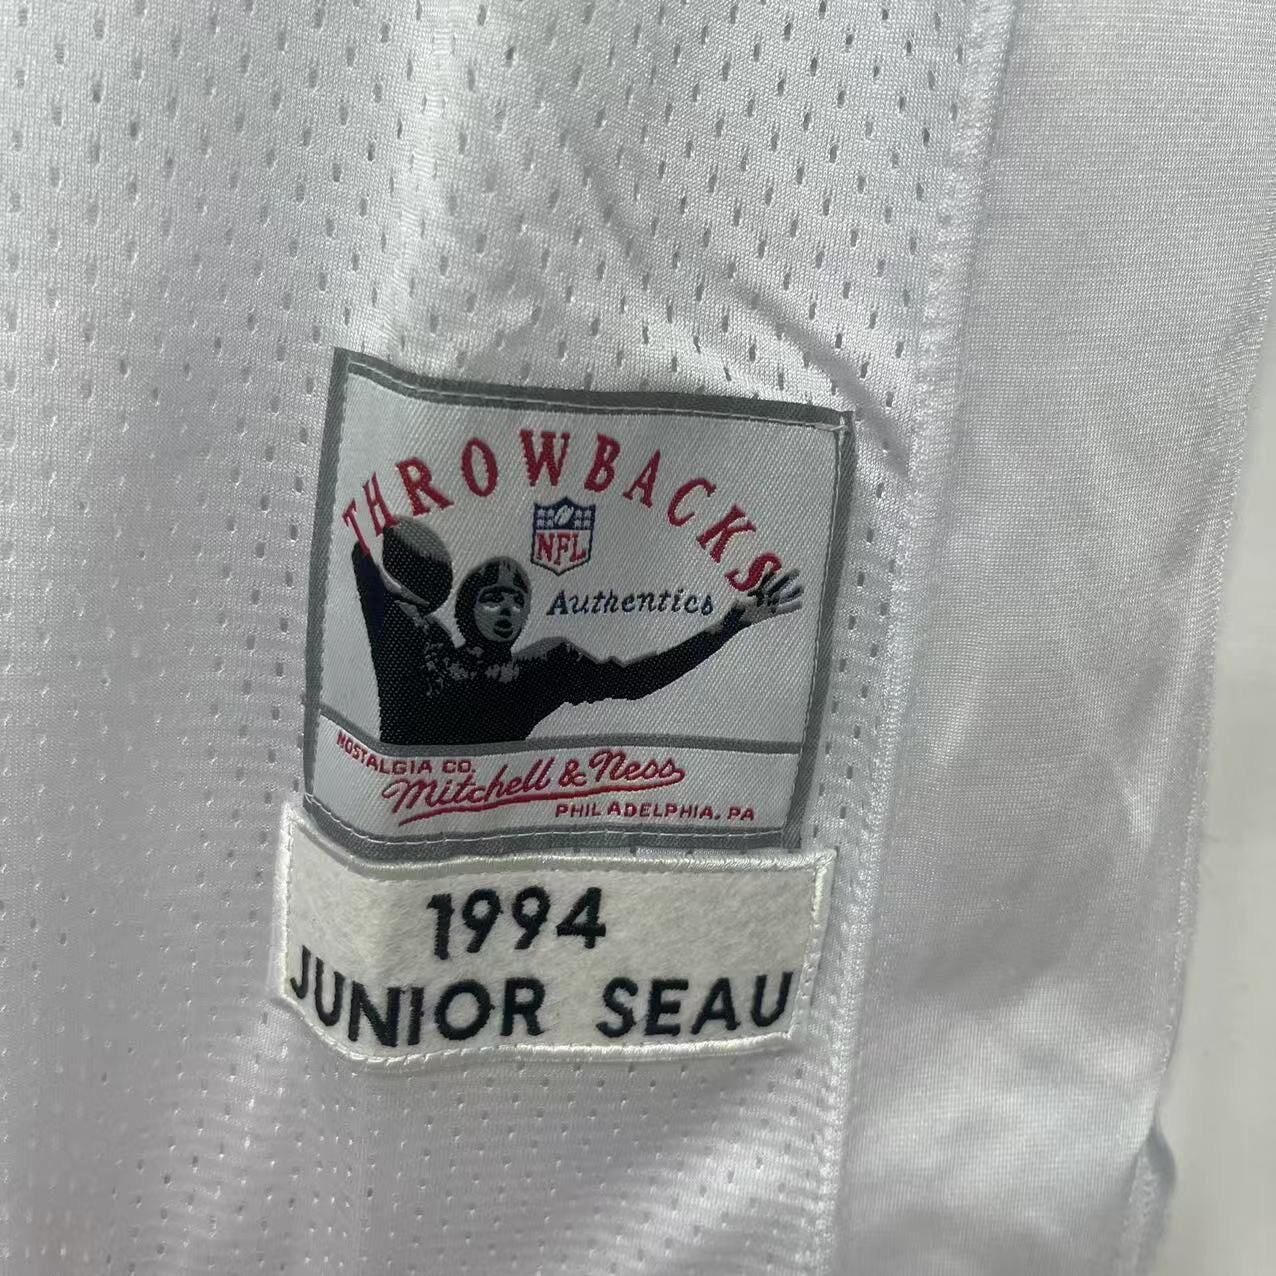 THROWBACKS
NFL
Authentics
NOSTALGIA CO.
Mitchell & Ness
PHILADELPHIA, PA
1994
JUNIOR SEAU